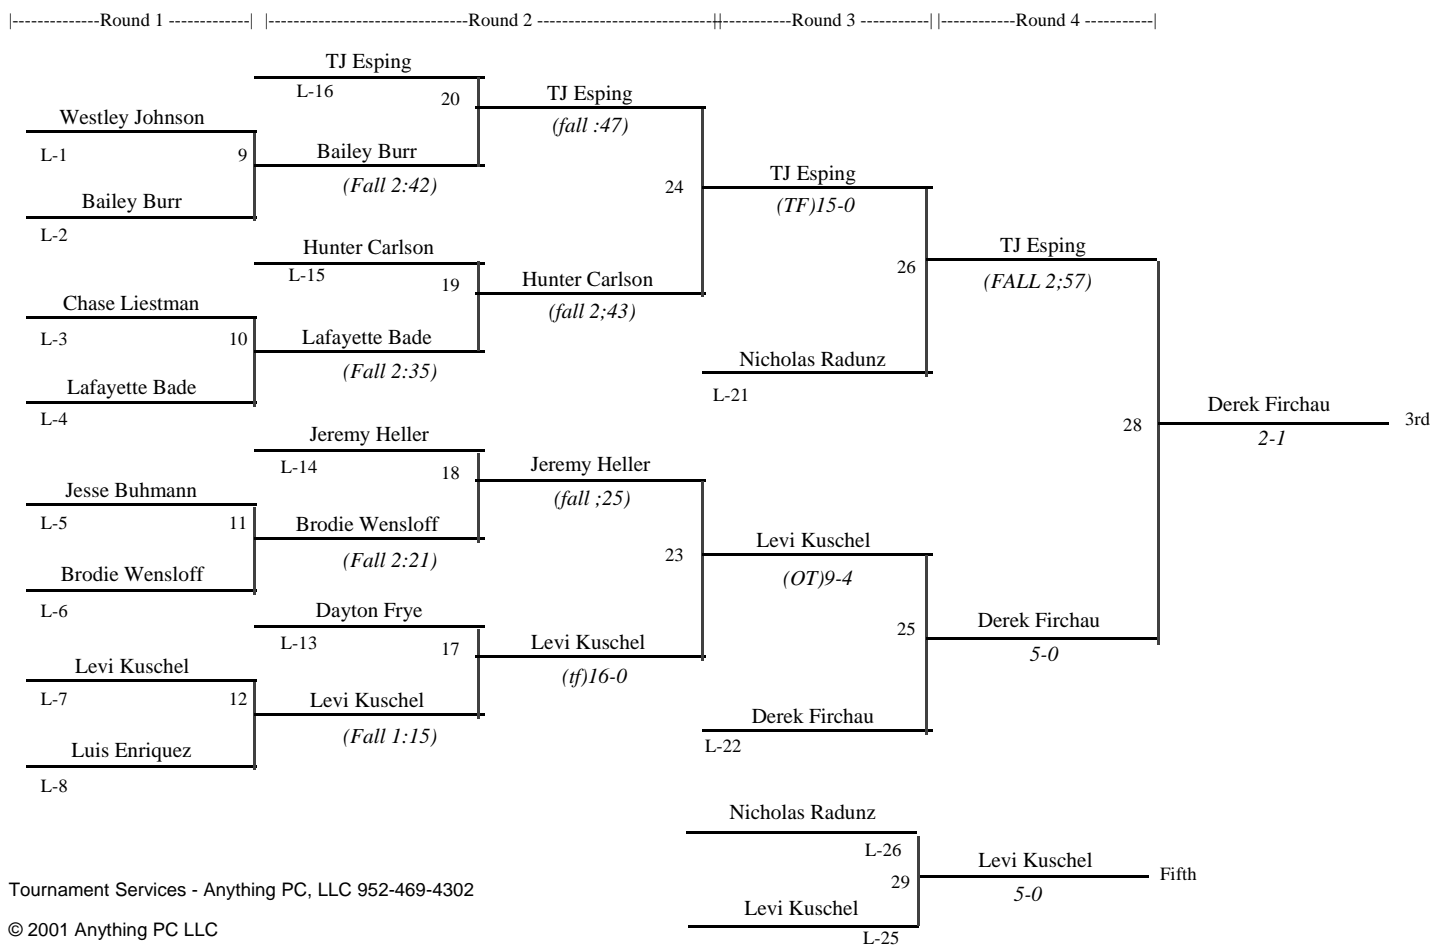 |--------------Round 1 -------------| |-------------------------------Round 2 ---------------------------||-----------Round 3 -----------| |------------Round 4 -----------|
TJ Esping
L-16
20
TJ Esping
(fall :47)
Westley Johnson
L-1
9
Bailey Burr
(Fall 2:42)
24
TJ Esping
(TF)15-0
Bailey Burr
L-2
Hunter Carlson
L-15
19
Hunter Carlson
(fall 2;43)
26
TJ Esping
(FALL 2;57)
Chase Liestman
L-3
10
Lafayette Bade
(Fall 2:35)
Nicholas Radunz
L-21
Lafayette Bade
L-4
Derek Firchau
2-1
3rd
28
Jeremy Heller
L-14
18
Jeremy Heller
(fall ;25)
Jesse Buhmann
L-5
11
Brodie Wensloff
(Fall 2:21)
23
Levi Kuschel
(OT)9-4
Brodie Wensloff
L-6
Dayton Frye
L-13
17
Levi Kuschel
(tf)16-0
25
Derek Firchau
5-0
Levi Kuschel
L-7
12
Levi Kuschel
(Fall 1:15)
Derek Firchau
L-22
Luis Enriquez
L-8
Nicholas Radunz
L-26
29
Levi Kuschel
5-0
Fifth
Levi Kuschel
L-25
Tournament Services - Anything PC, LLC 952-469-4302
© 2001 Anything PC LLC